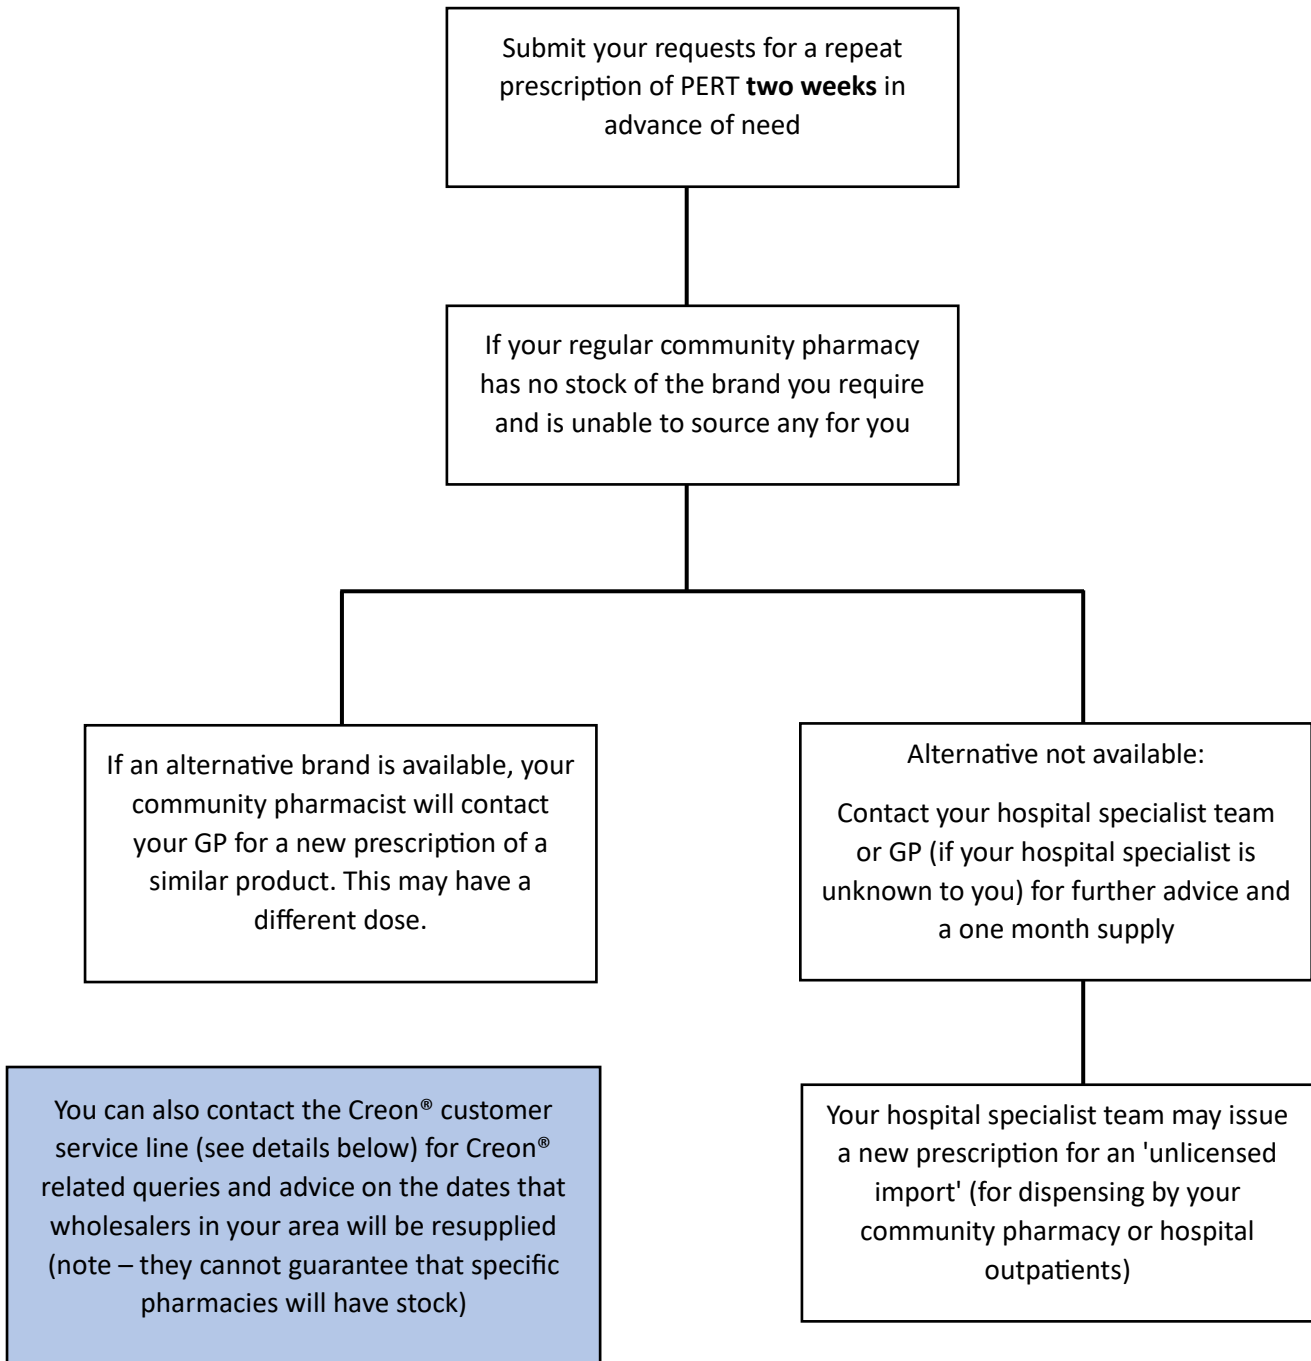 Submit your requests for a repeat
prescription of PERT two weeks in
advance of need
If your regular community pharmacy
has no stock of the brand you require
and is unable to source any for you
If an alternative brand is available, your
community pharmacist will contact
your GP for a new prescription of a
similar product. This may have a
different dose.
Alternative not available:
Contact your hospital specialist team
or GP (if your hospital specialist is
unknown to you) for further advice and
a one month supply
You can also contact the Creon® customer
service line (see details below) for Creon®
related queries and advice on the dates that
wholesalers in your area will be resupplied
(note – they cannot guarantee that specific
pharmacies will have stock)
Your hospital specialist team may issue
a new prescription for an 'unlicensed
import' (for dispensing by your
community pharmacy or hospital
outpatients)